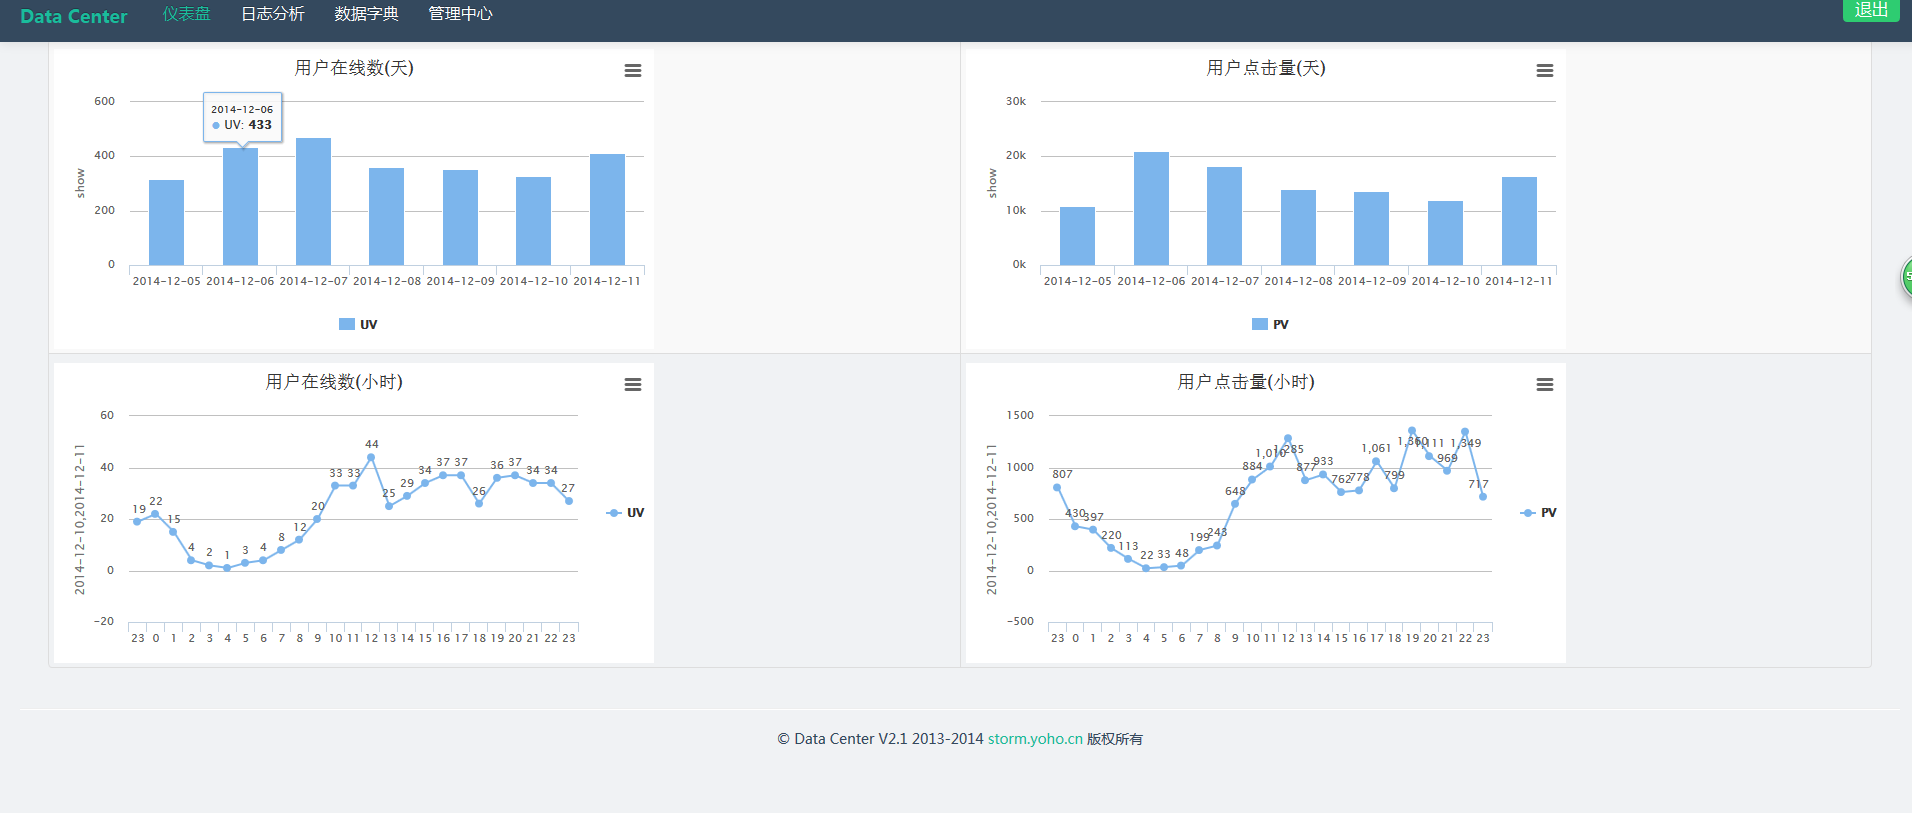 Data Center 仪表盘 日志分析 数据字典 管理中心 退出
用户在线数(天)
600
400
200
0
show
2014-12-06
UV: 433
2014-12-05 2014-12-06 2014-12-07 2014-12-08 2014-12-09 2014-12-10 2014-12-11
UV
用户点击量(天)
30k
20k
10k
0k
show
2014-12-05 2014-12-06 2014-12-07 2014-12-08 2014-12-09 2014-12-10 2014-12-11
PV
用户在线数(小时)
60
40
20
0
-20
2014-12-10,2014-12-11
19 22 15 4 2 1 3 4 8 12 20 33 33 44 25 29 34 37 37 26 36 37 34 34 27
23 0 1 2 3 4 5 6 7 8 9 10 11 12 13 14 15 16 17 18 19 20 21 22 23
UV
用户点击量(小时)
1500
1000
500
0
-500
2014-12-10,2014-12-11
807 430 397 220 113 22 33 48 199 243 648 884 1,010 1,285 877 933 762 778 1,061 799 1,360 1,111 969 1,349 717
23 0 1 2 3 4 5 6 7 8 9 10 11 12 13 14 15 16 17 18 19 20 21 22 23
PV
© Data Center V2.1 2013-2014 storm.yoho.cn 版权所有